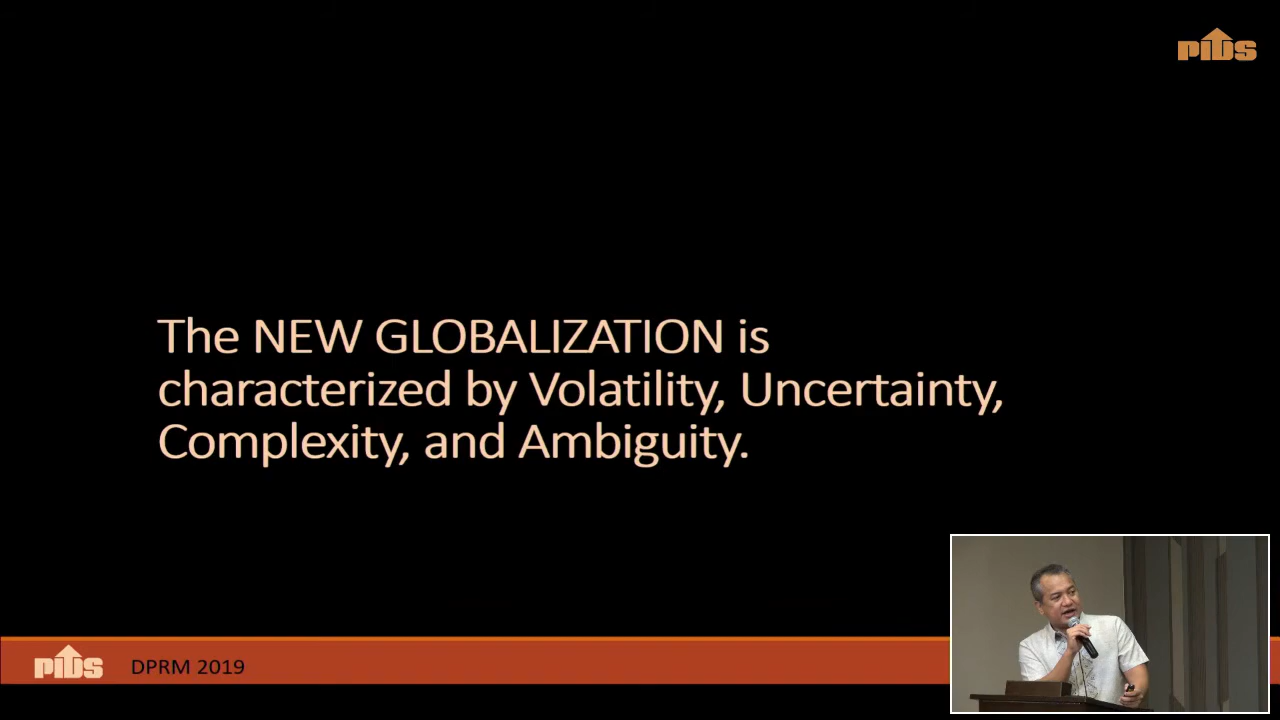 PIDS
The NEW GLOBALIZATION is
characterized by Volatility, Uncertainty,
Complexity, and Ambiguity.
PIDS
DPRM 2019